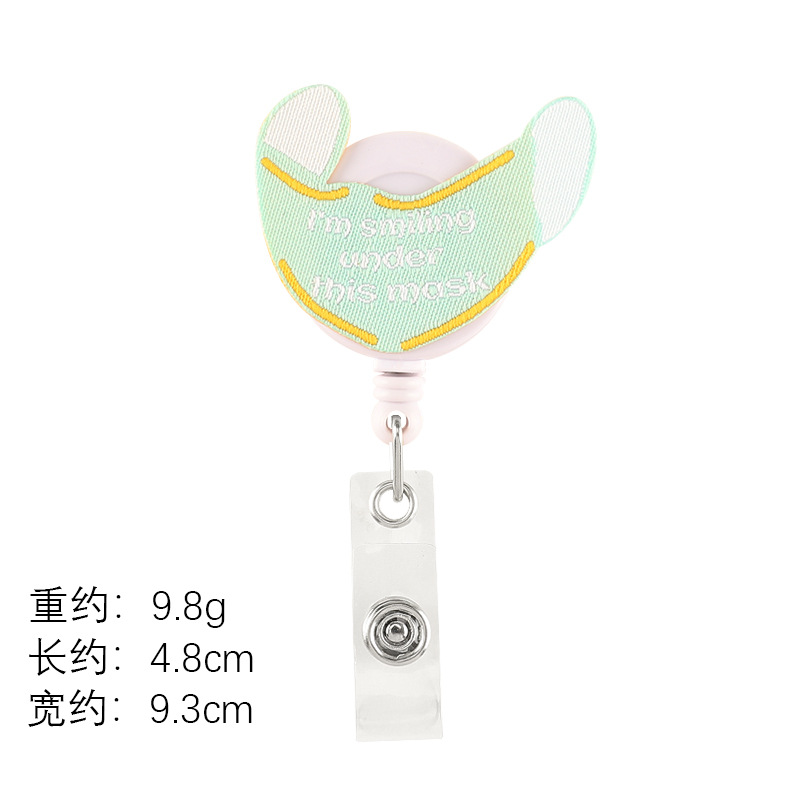 I'm smiling
under
this mask
重约：9.8g
长约：4.8cm
宽约：9.3cm